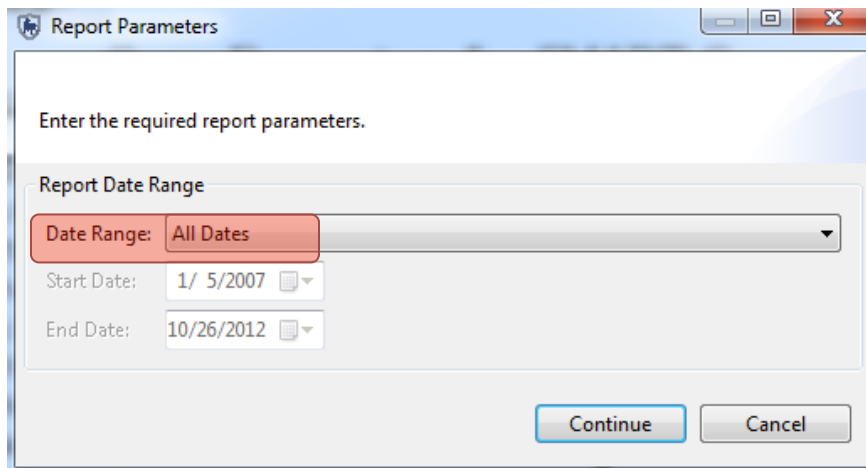 Report Parameters
Enter the required report parameters.
Report Date Range
Date Range: All Dates
Start Date: 1/ 5/2007
End Date: 10/26/2012
Continue Cancel